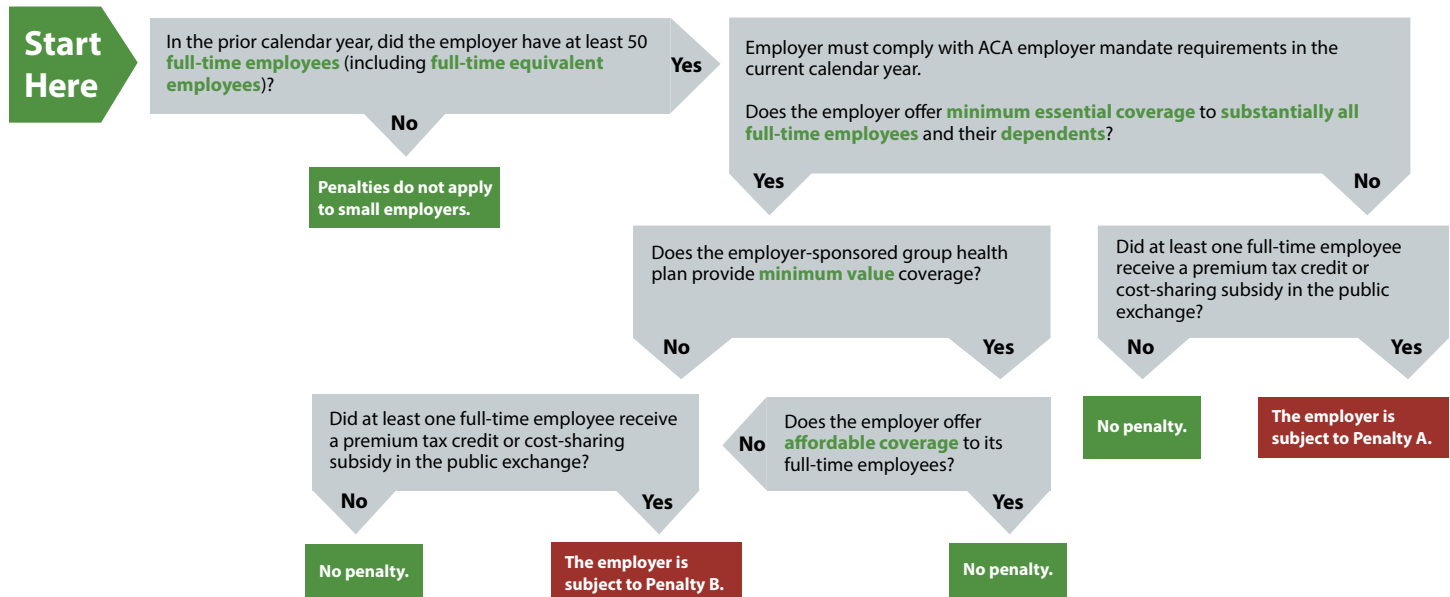 Start
Here
In the prior calendar year, did the employer have at least 50
full-time employees (including full-time equivalent
employees)?
Yes
No
Penalties do not apply
to small employers.
Employer must comply with ACA employer mandate requirements in the
current calendar year.
Does the employer offer minimum essential coverage to substantially all
full-time employees and their dependents?
Yes
No
Does the employer-sponsored group health
plan provide minimum value coverage?
No
Yes
Did at least one full-time employee
receive a premium tax credit or
cost-sharing subsidy in the public
exchange?
No
Yes
Did at least one full-time employee receive
a premium tax credit or cost-sharing
subsidy in the public exchange?
No
Yes
No
Does the employer offer
affordable coverage to its
full-time employees?
Yes
No penalty.
The employer is
subject to Penalty A.
No penalty.
The employer is
subject to Penalty B.
No penalty.